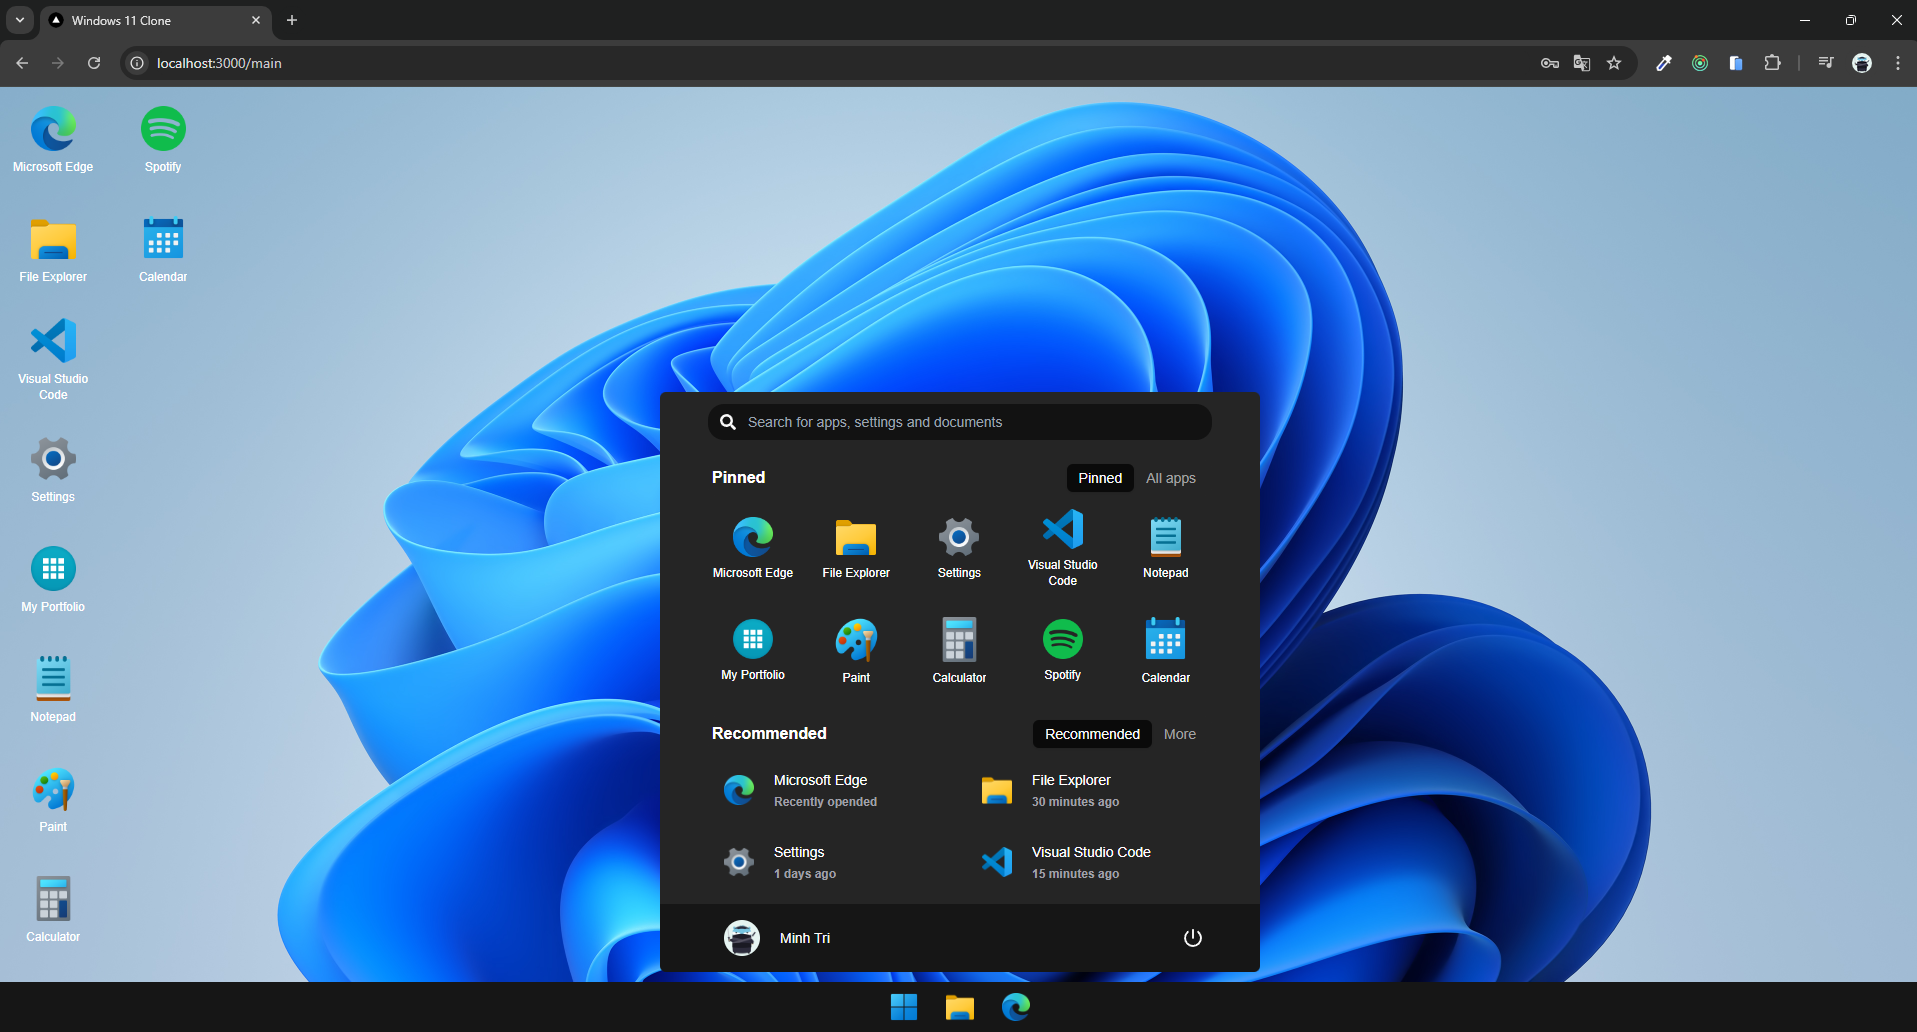 Windows 11 Clone
localhost:3000/main
Microsoft Edge
Spotify
File Explorer
Calendar
Visual Studio
Code
Settings
My Portfolio
Notepad
Paint
Calculator
Search for apps, settings and documents
Pinned
Pinned
All apps
Microsoft Edge
File Explorer
Settings
Visual Studio
Code
Notepad
My Portfolio
Paint
Calculator
Spotify
Calendar
Recommended
Recommended
More
Microsoft Edge
Recently opended
File Explorer
30 minutes ago
Settings
1 days ago
Visual Studio Code
15 minutes ago
Minh Tri